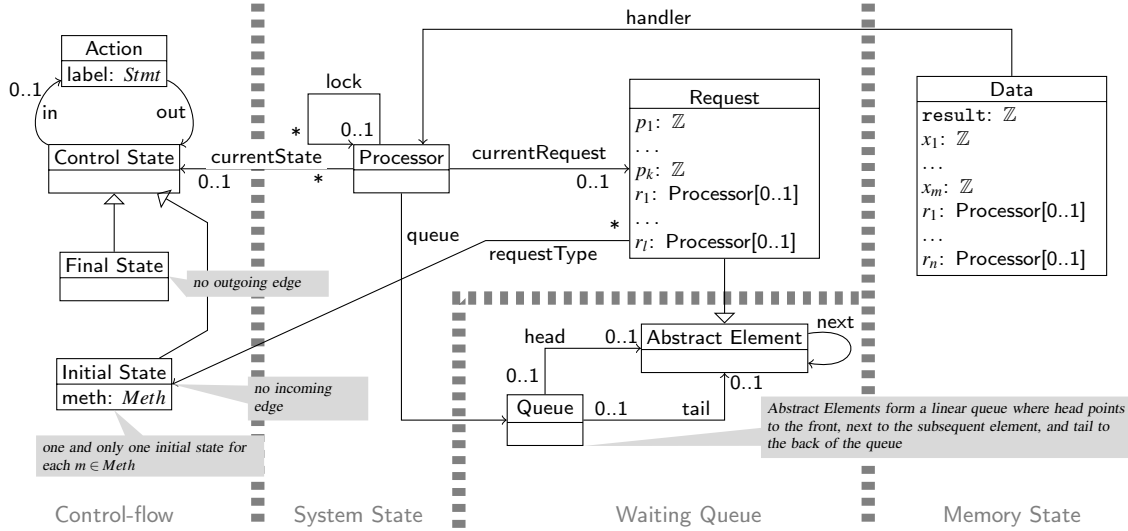 handler
Action
label: Stmt
0..1
in
out
Control State
Final State
no outgoing edge
Initial State
meth: Meth
no incoming
edge
one and only one initial state for
each m ∈ Meth
lock
*
0..1
Processor
currentState
0..1
*
currentRequest
0..1
queue
Request
p1: ℤ
...
pk: ℤ
r1: Processor[0..1]
...
rl: Processor[0..1]
*
requestType
Data
result: ℤ
x1: ℤ
...
xm: ℤ
r1: Processor[0..1]
...
rn: Processor[0..1]
Abstract Element
next
head
0..1
0..1
Queue
0..1
tail
0..1
Abstract Elements form a linear queue where head points
to the front, next to the subsequent element, and tail to
the back of the queue
Control-flow
System State
Waiting Queue
Memory State